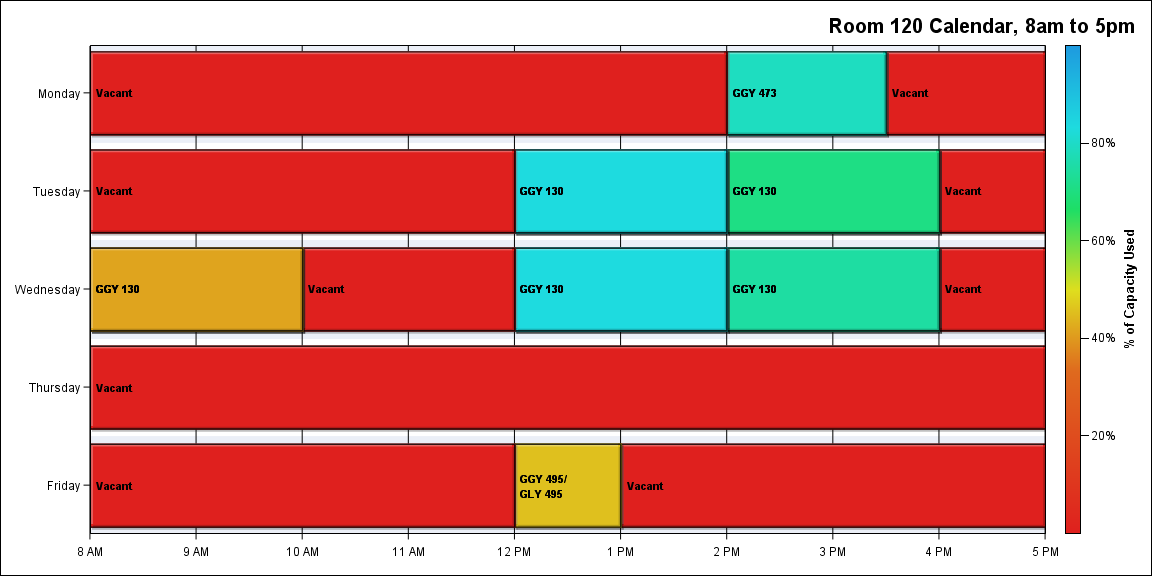 Room 120 Calendar, 8am to 5pm
Monday
Vacant
GGY 473
Vacant
Tuesday
Vacant
GGY 130
GGY 130
Vacant
Wednesday
GGY 130
Vacant
GGY 130
GGY 130
Vacant
Thursday
Vacant
Friday
Vacant
GGY 495/
GLY 495
Vacant
8 AM
9 AM
10 AM
11 AM
12 PM
1 PM
2 PM
3 PM
4 PM
5 PM
80%
60%
40%
20%
% of Capacity Used